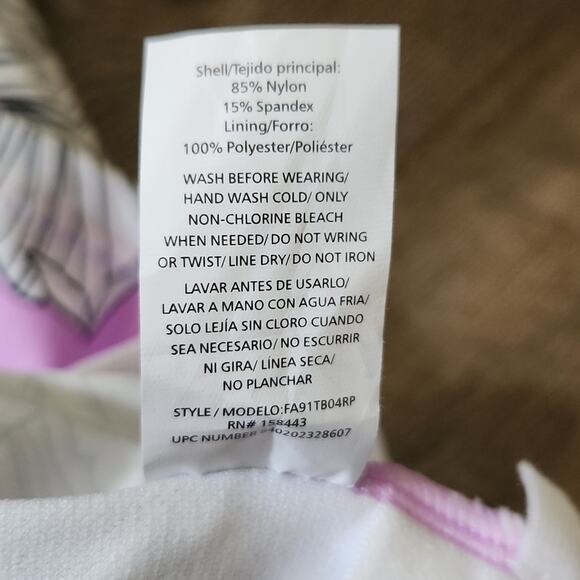 Shell/Tejido principal:
85% Nylon
15% Spandex
Lining/Forro:
100% Polyester/Poliéster
WASH BEFORE WEARING/
HAND WASH COLD/ ONLY
NON-CHLORINE BLEACH
WHEN NEEDED/ DO NOT WRING
OR TWIST/ LINE DRY/ DO NOT IRON
LAVAR ANTES DE USARLO/
LAVAR A MANO CON AGUA FRIA/
SOLO LEJÍA SIN CLORO CUANDO
SEA NECESARIO/ NO ESCURRIR
NI GIRA/ LÍNEA SECA/
NO PLANCHAR
STYLE / MODELO:FA91TB04RP
RN# 158443
UPC NUMBER 840202328607